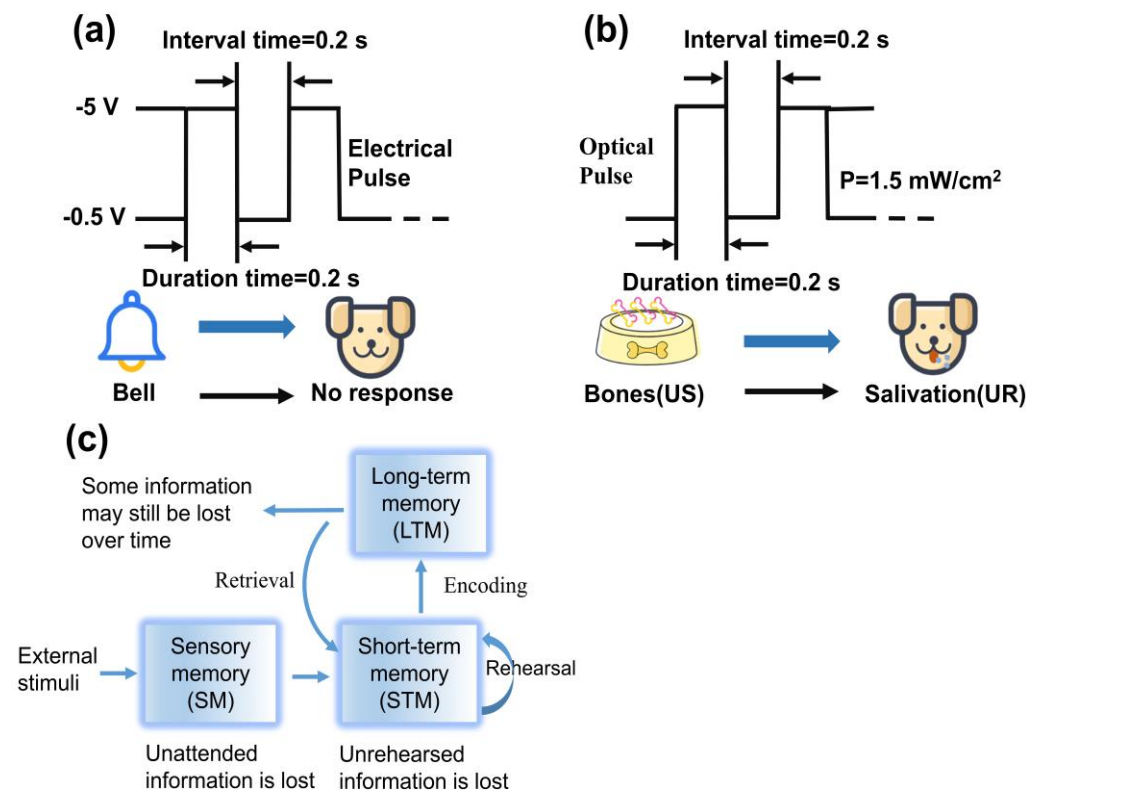 (a)
Interval time=0.2 s
-5 V
Electrical
Pulse
-0.5 V
Duration time=0.2 s
Bell
No response
(b)
Interval time=0.2 s
Optical
Pulse
P=1.5 mW/cm²
Duration time=0.2 s
Bones(US)
Salivation(UR)
(c)
Some information
may still be lost
over time
Long-term
memory
(LTM)
Retrieval
Encoding
External
stimuli
Sensory
memory
(SM)
Short-term
memory
(STM)
Rehearsal
Unattended
information is lost
Unrehearsed
information is lost